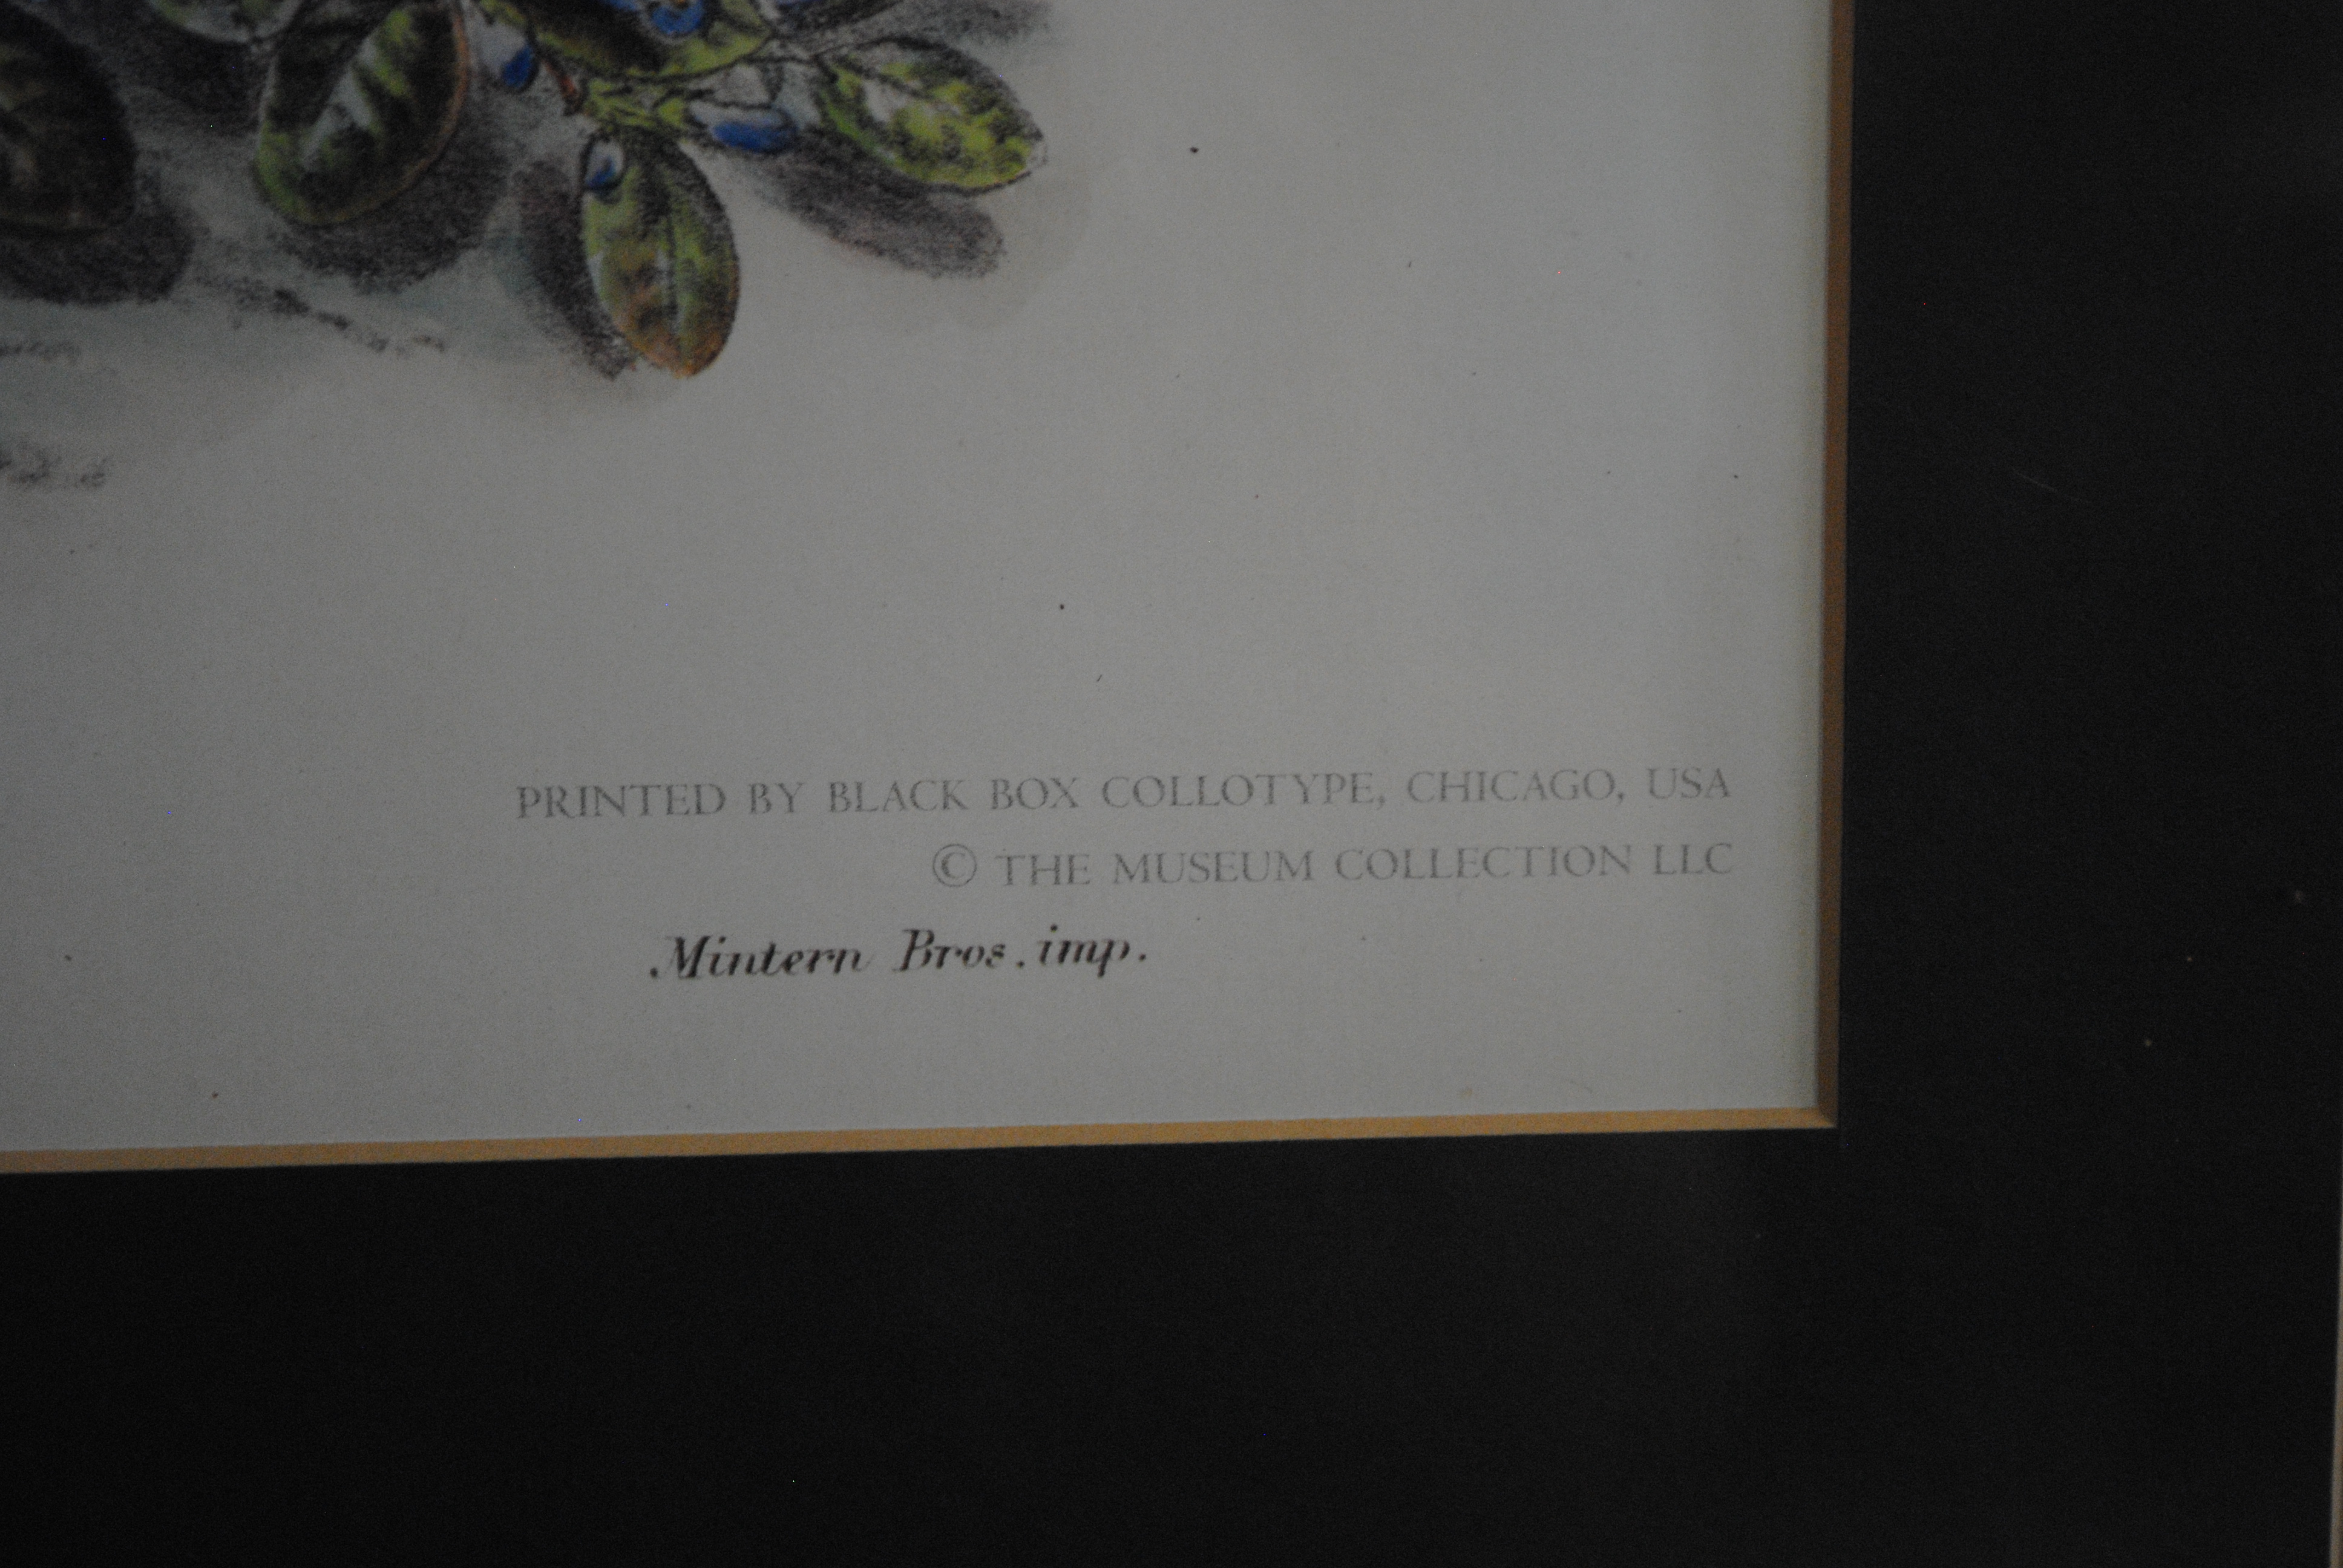 PRINTED BY BLACK BOX COLLOTYPE, CHICAGO, USA
© THE MUSEUM COLLECTION LLC
Mintern Bros. imp.